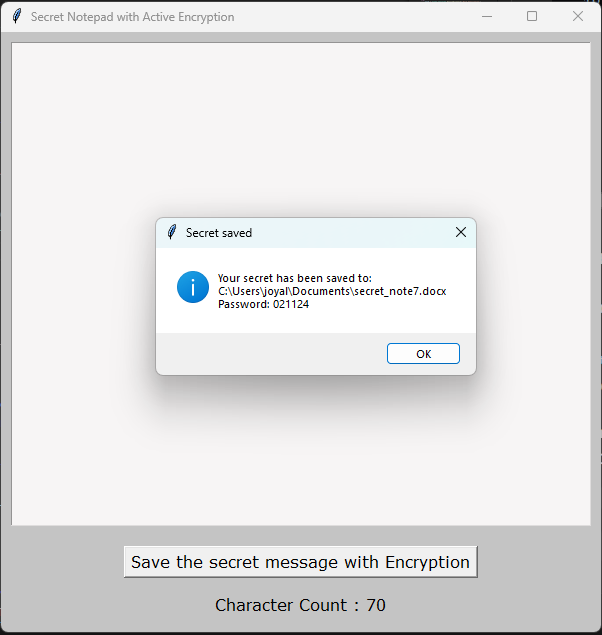 Secret Notepad with Active Encryption
Secret saved
Your secret has been saved to:
C:\Users\joyal\Documents\secret_note7.docx
Password: 021124
OK
Save the secret message with Encryption
Character Count : 70